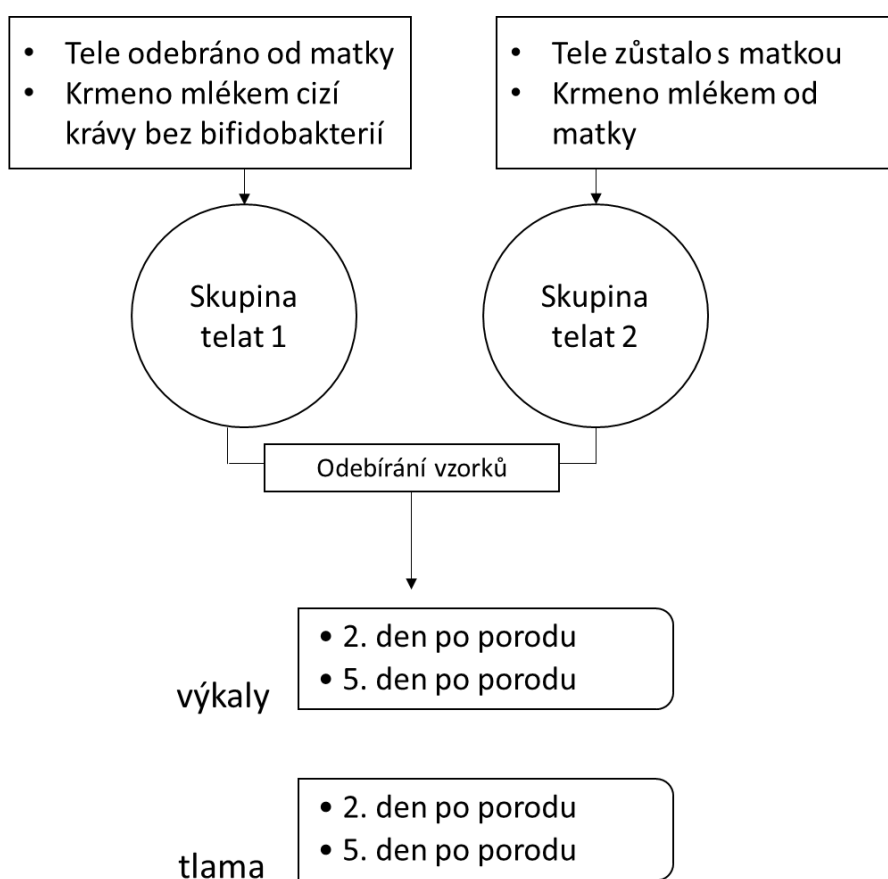 • Tele odebráno od matky
• Krmeno mlékem cizí
krávy bez bifidobakterií
• Tele zůstalo s matkou
• Krmeno mlékem od
matky
Skupina
telat 1
Skupina
telat 2
Odebírání vzorků
výkaly
• 2. den po porodu
• 5. den po porodu
tlama
• 2. den po porodu
• 5. den po porodu